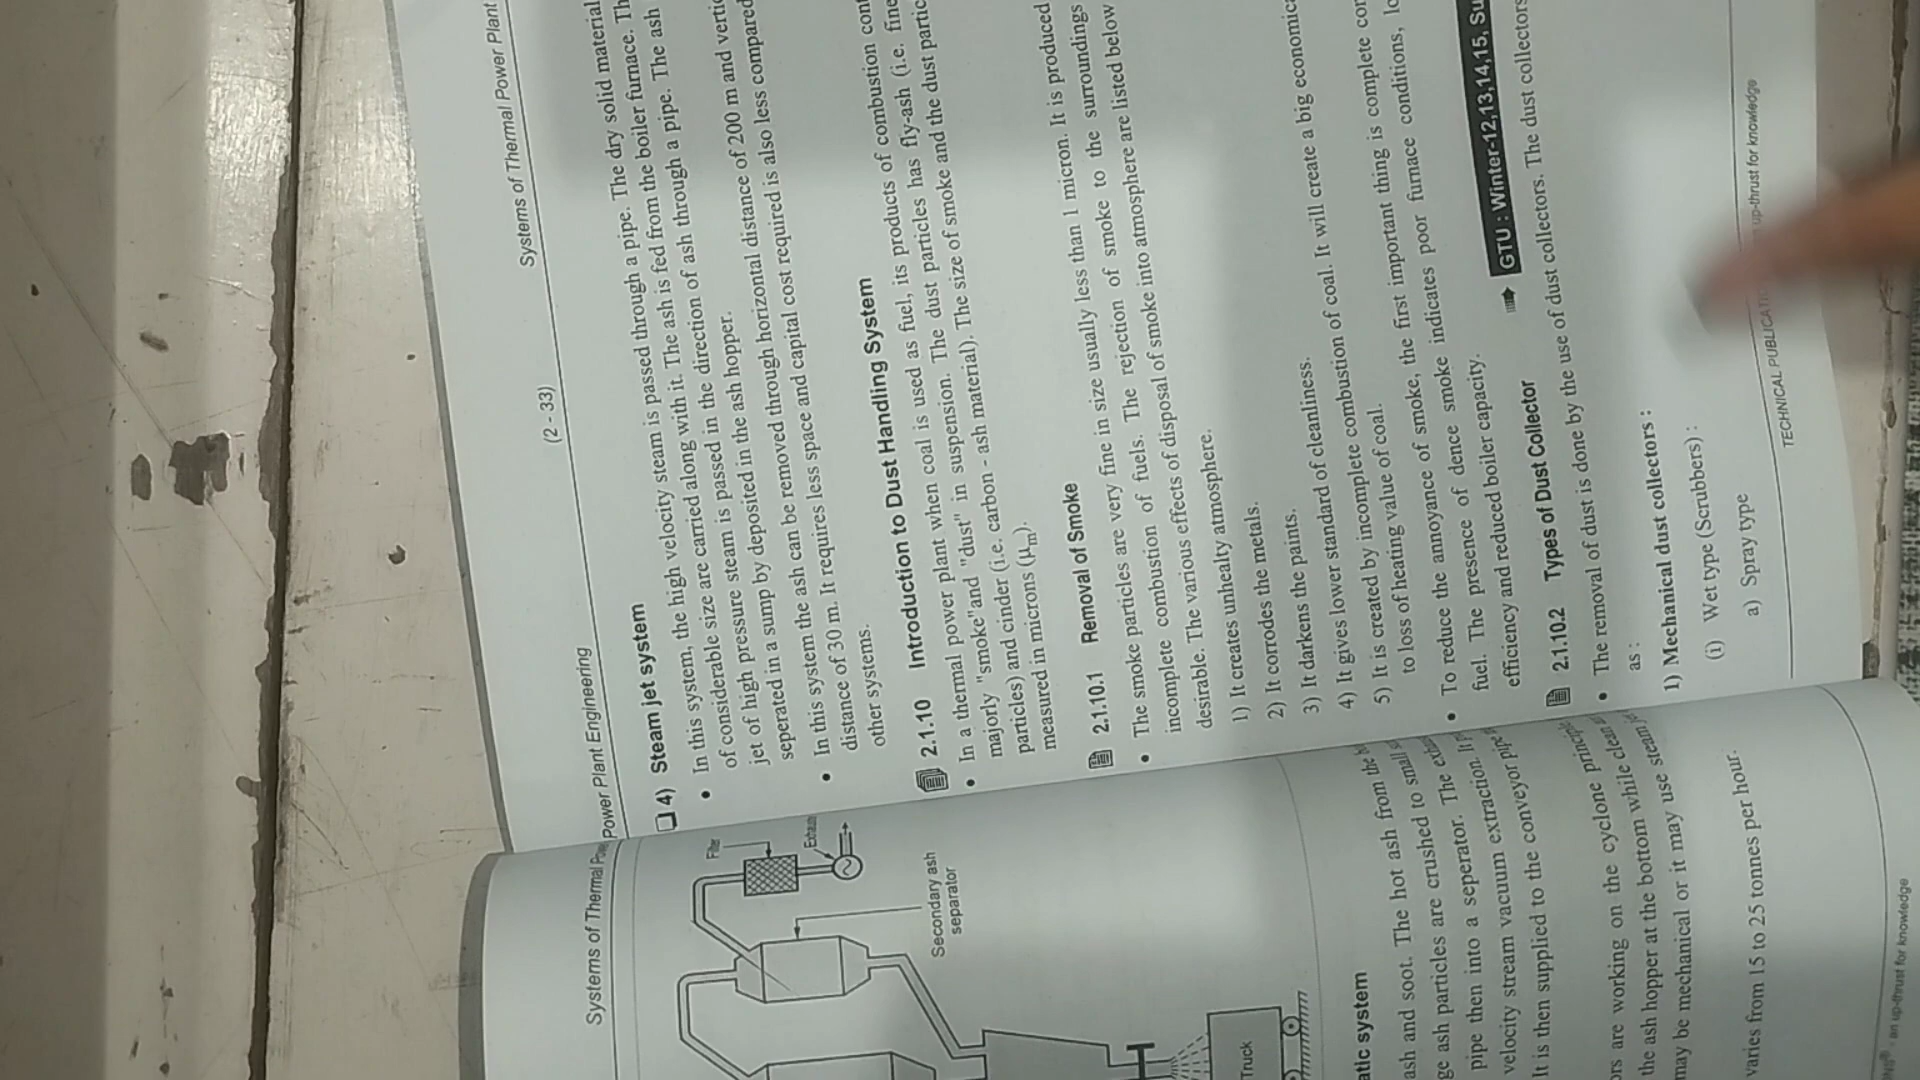 Systems of Thermal
Filter
Exhaust
Secondary ash
separator
Truck
atic system
ash and soot. The hot ash from the
ge ash particles are crushed to small
pipe then into a seperator. The
velocity stream vacuum extraction. It
It is then supplied to the conveyor pipe
ors are working on the cyclone principle
the ash hopper at the bottom while clean
may be mechanical or it may use steam
varies from 15 to 25 tonnes per hour.
an up-thrust for knowledge
Power Plant Engineering (2 - 33) Systems of Thermal Power Plant
❑ 4) Steam jet system
• In this system, the high velocity steam is passed through a pipe. The dry solid material
of considerable size are carried along with it. The ash is fed from the boiler furnace. Th
jet of high pressure steam is passed in the direction of ash through a pipe. The ash
seperated in a sump by deposited in the ash hopper.
• In this system the ash can be removed through horizontal distance of 200 m and vertic
distance of 30 m. It requires less space and capital cost required is also less compared
other systems.
2.1.10 Introduction to Dust Handling System
• In a thermal power plant when coal is used as fuel, its products of combustion con
majorly "smoke"and "dust" in suspension. The dust particles has fly-ash (i.e. fine
particles) and cinder (i.e. carbon - ash material). The size of smoke and the dust partic
measured in microns (μm).
2.1.10.1 Removal of Smoke
• The smoke particles are very fine in size usually less than 1 micron. It is produced
incomplete combustion of fuels. The rejection of smoke to the surroundings
desirable. The various effects of disposal of smoke into atmosphere are listed below
1) It creates unhealty atmosphere.
2) It corrodes the metals.
3) It darkens the paints.
4) It gives lower standard of cleanliness.
5) It is created by incomplete combustion of coal. It will create a big economica
to loss of heating value of coal.
• To reduce the annoyance of smoke, the first important thing is complete com
fuel. The presence of dence smoke indicates poor furnace conditions, lo
efficiency and reduced boiler capacity.
GTU : Winter-12,13,14,15, Su
2.1.10.2 Types of Dust Collector
• The removal of dust is done by the use of dust collectors. The dust collectors
as :
1) Mechanical dust collectors :
(i) Wet type (Scrubbers) :
a) Spray type
TECHNICAL PUBLICATIO up-thrust for knowledge